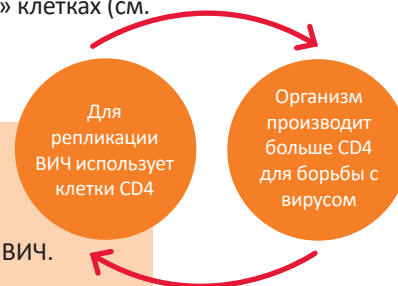 » клетках (см.
Для
репликации
ВИЧ использует
клетки CD4
Организм
производит
больше CD4
для борьбы с
вирусом
ВИЧ.